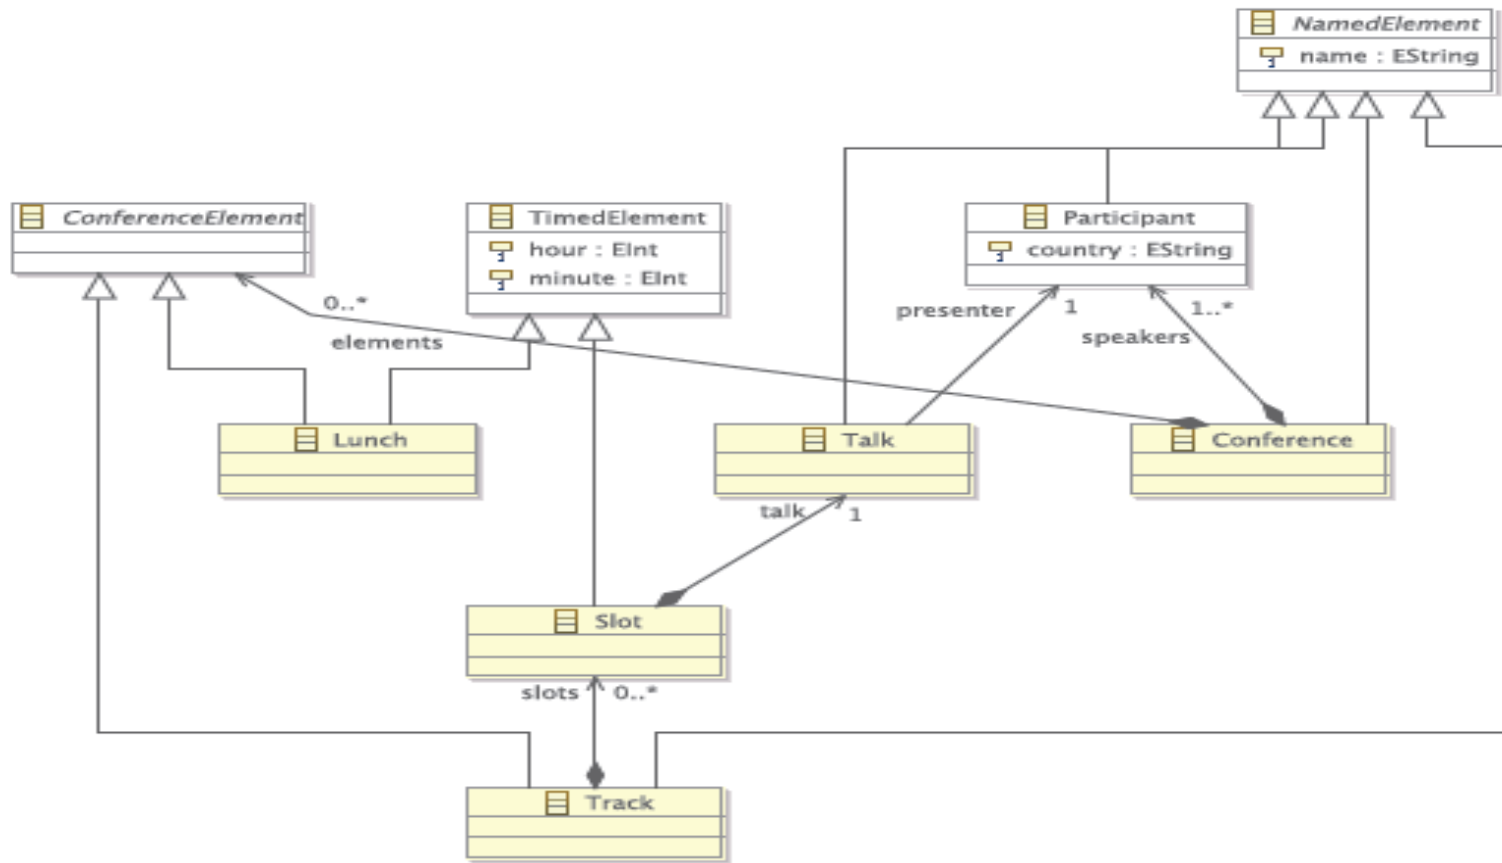 NamedElement
name : EString
ConferenceElement
TimedElement
hour : EInt
minute : EInt
Participant
country : EString
0..*
elements
presenter
1
1..*
speakers
Lunch
Talk
Conference
talk
1
Slot
slots
0..*
Track